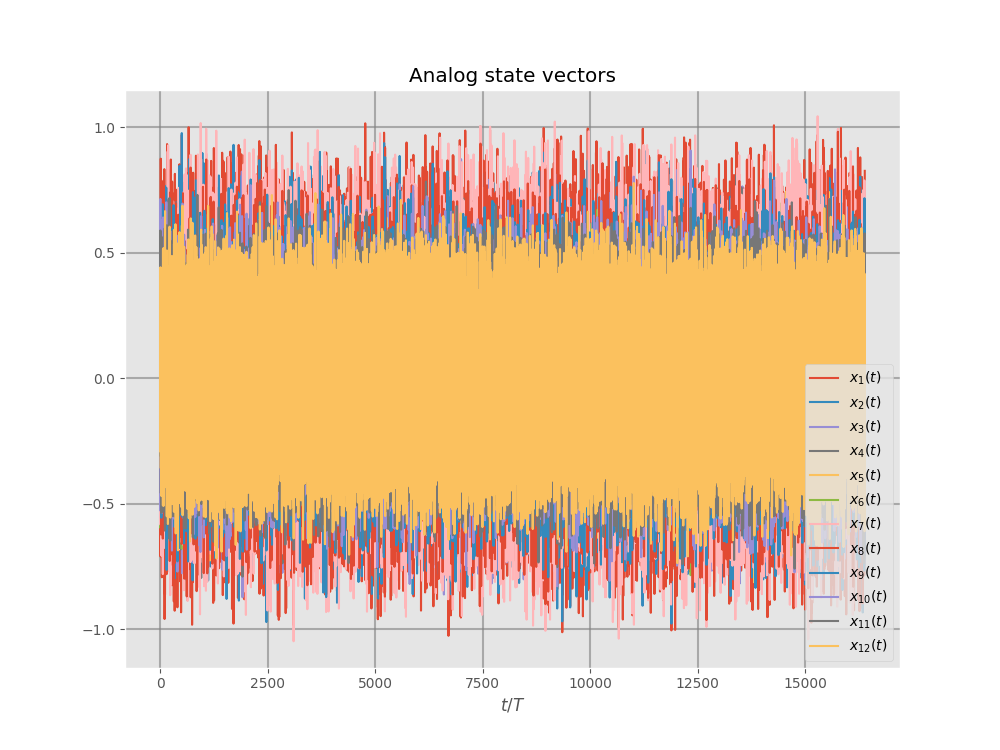 Analog state vectors
1.0
0.5
0.0
−0.5
−1.0
0
2500
5000
7500
10000
12500
15000
t/T
x₁(t)
x₂(t)
x₃(t)
x₄(t)
x₅(t)
x₆(t)
x₇(t)
x₈(t)
x₉(t)
x₁₀(t)
x₁₁(t)
x₁₂(t)